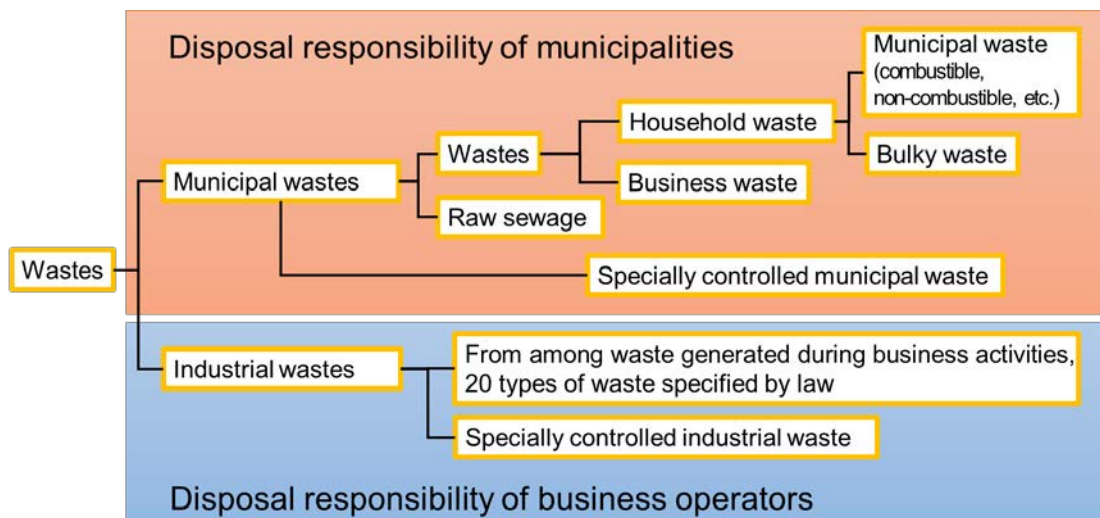 Disposal responsibility of municipalities
Municipal waste
(combustible,
non-combustible, etc.)
Household waste
Wastes
Bulky waste
Municipal wastes
Business waste
Raw sewage
Wastes
Specially controlled municipal waste
From among waste generated during business activities,
20 types of waste specified by law
Industrial wastes
Specially controlled industrial waste
Disposal responsibility of business operators